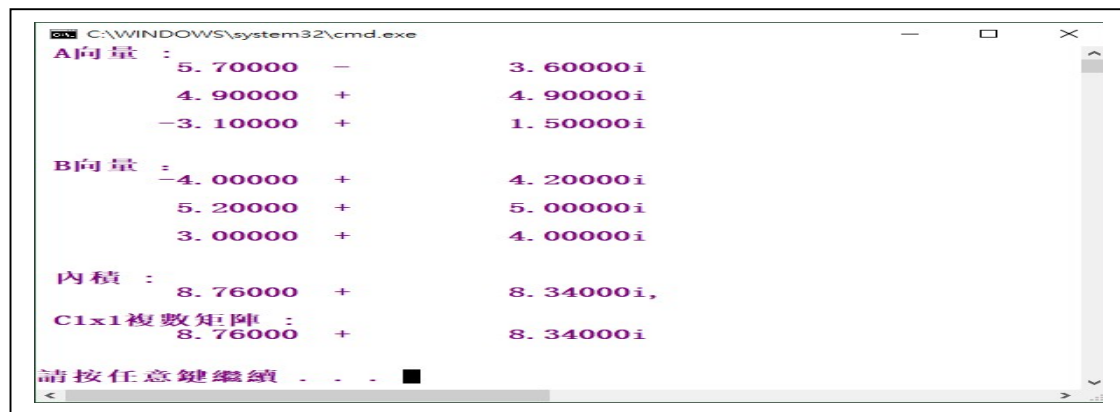 C:\WINDOWS\system32\cmd.exe
A向量 :
5.70000 - 3.60000i
4.90000 + 4.90000i
-3.10000 + 1.50000i
B向量 :
-4.00000 + 4.20000i
5.20000 + 5.00000i
3.00000 + 4.00000i
內積 :
8.76000 + 8.34000i,
C1x1複數矩陣 :
8.76000 + 8.34000i
請按任意鍵繼續 . . .